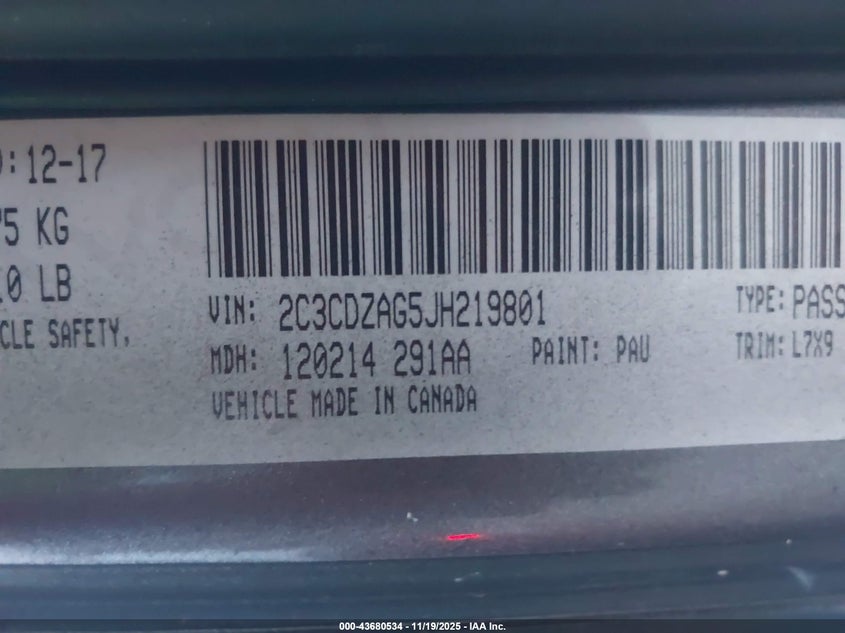 : 12-17
5 KG
0 LB
CLE SAFETY,
VIN: 2C3CDZAG5JH219801
TYPE: PASS
MDH: 120214 291AA
PAINT: PAU
TRIM: L7X9
VEHICLE MADE IN CANADA
000-43680534 - 11/19/2025 - IAA Inc.